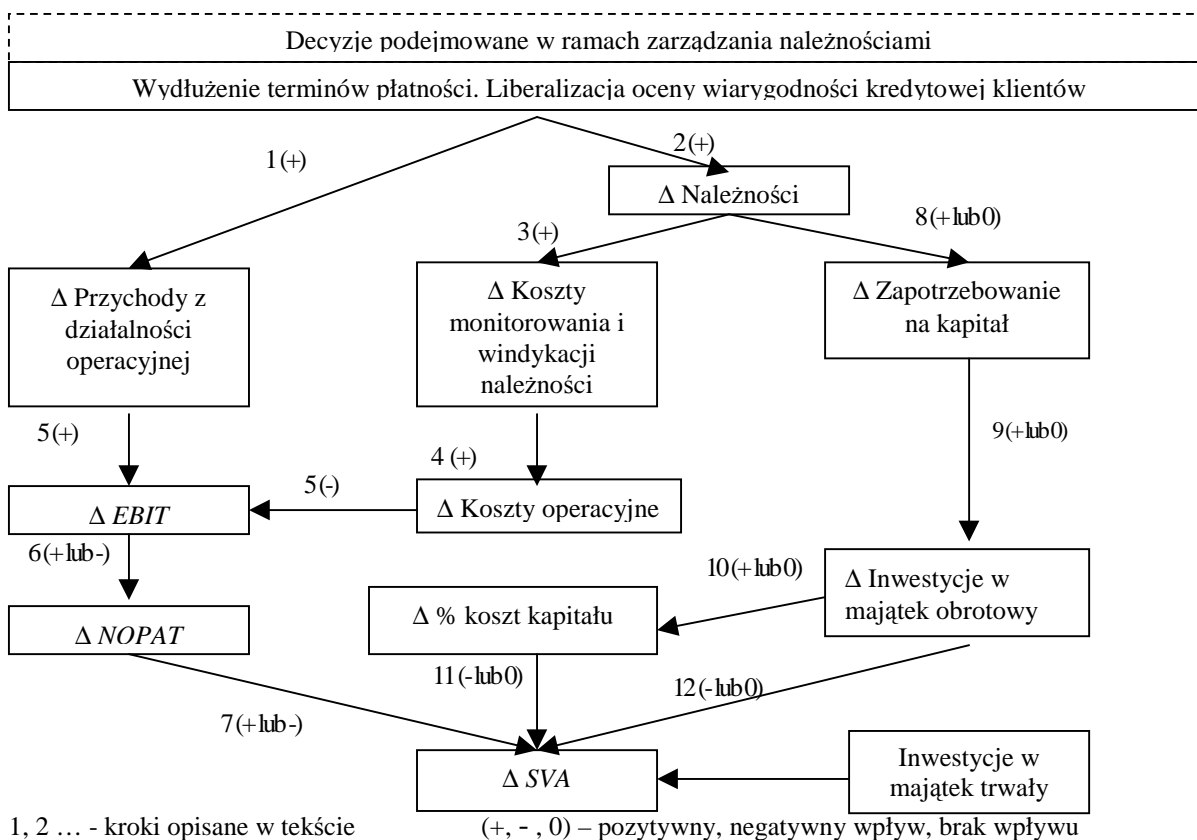 Decyzje podejmowane w ramach zarządzania należnościami
Wydłużenie terminów płatności. Liberalizacja oceny wiarygodności kredytowej klientów
1(+)
2(+)
Δ Należności
3(+)
8(+lub0)
Δ Przychody z
działalności
operacyjnej
Δ Koszty
monitorowania i
windykacji
należności
Δ Zapotrzebowanie
na kapitał
5(+)
4 (+)
9(+lub0)
Δ EBIT
5(-)
Δ Koszty operacyjne
6(+lub-)
10(+lub0)
Δ Inwestycje w
majątek obrotowy
Δ NOPAT
Δ % koszt kapitału
11(-lub0)
12(-lub0)
7(+lub-)
Δ SVA
Inwestycje w
majątek trwały
1, 2 … - kroki opisane w tekście
(+, - , 0) – pozytywny, negatywny wpływ, brak wpływu